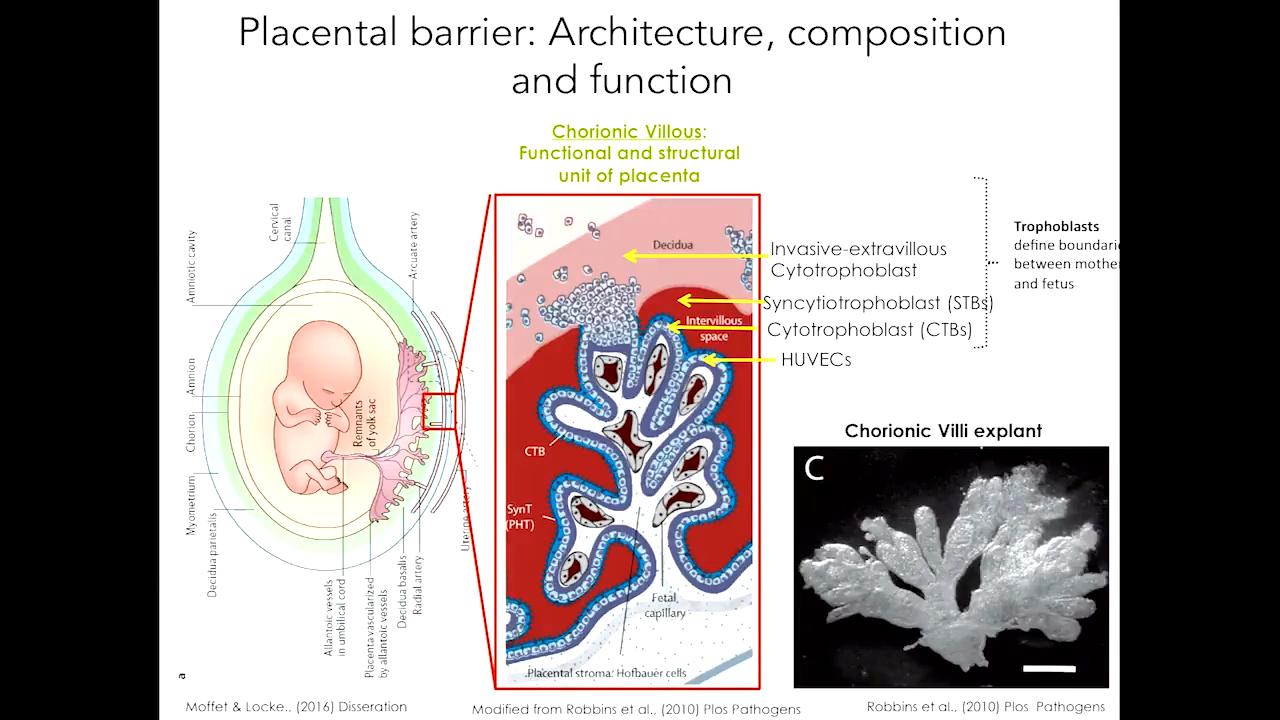 Placental barrier: Architecture, composition
and function
Chorionic Villous:
Functional and structural
unit of placenta
Cervical
canal
Amniotic cavity
Arcuate artery
Amnion
Chorion
Remnants
of yolk sac
Myometrium
Decidua parietalis
Allantoic vessels
in umbilical cord
Placenta vascularized
by allantoic vessels
Decidua basalis
Radial artery
Uterine artery
a
Decidua
Intervillous
space
CTB
SynT
(PHT)
Fetal
capillary
Placental stroma: Hofbauer cells
Invasive-extravillous
Cytotrophoblast
Syncytiotrophoblast (STBs)
Cytotrophoblast (CTBs)
HUVECs
Trophoblasts
define boundarie
between mothe
and fetus
Chorionic Villi explant
C
Moffet & Locke., (2016) Disseration
Modified from Robbins et al., (2010) Plos Pathogens
Robbins et al., (2010) Plos Pathogens